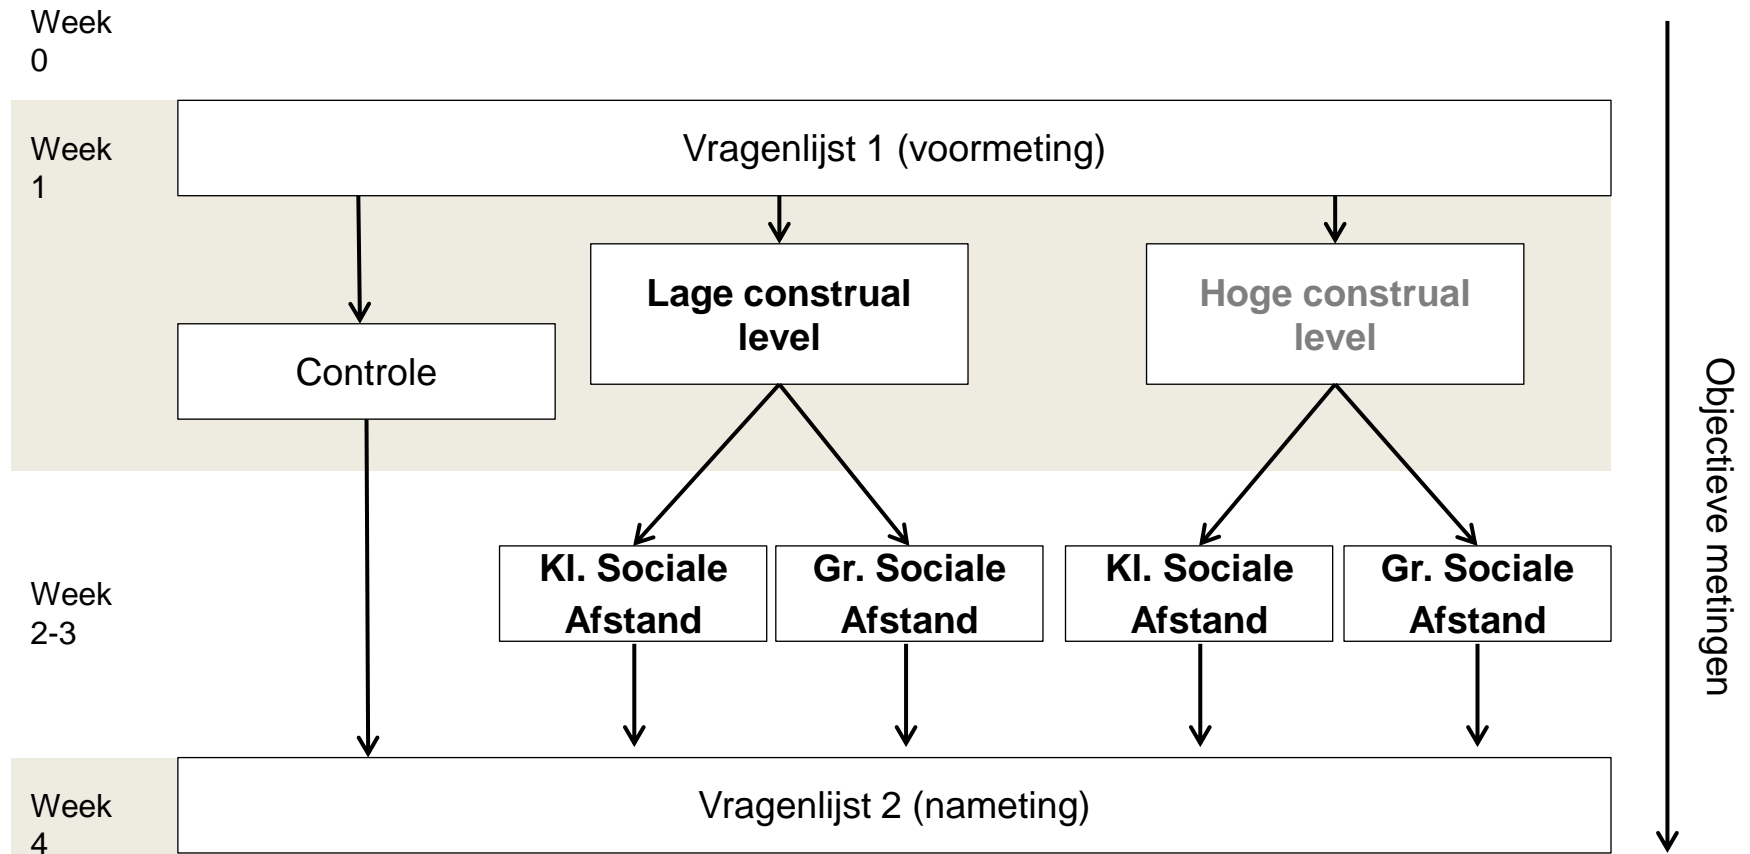 Week
0
Week
1
Vragenlijst 1 (voormeting)
Lage construal
level
Hoge construal
level
Controle
Week
2-3
Kl. Sociale
Afstand
Gr. Sociale
Afstand
Kl. Sociale
Afstand
Gr. Sociale
Afstand
Week
4
Vragenlijst 2 (nameting)
Objectieve metingen